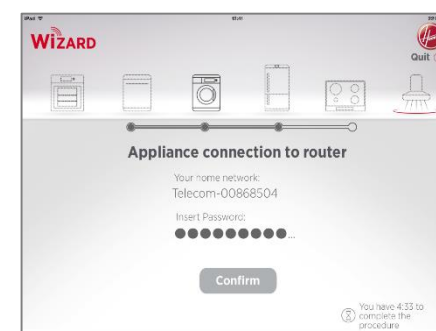 iPad
WIZARD
Quit
Appliance connection to router
Your home network:
Telecom-00868504
Insert Password:
●●●●●●●●●...
Confirm
You have 4:33 to
complete the
procedure